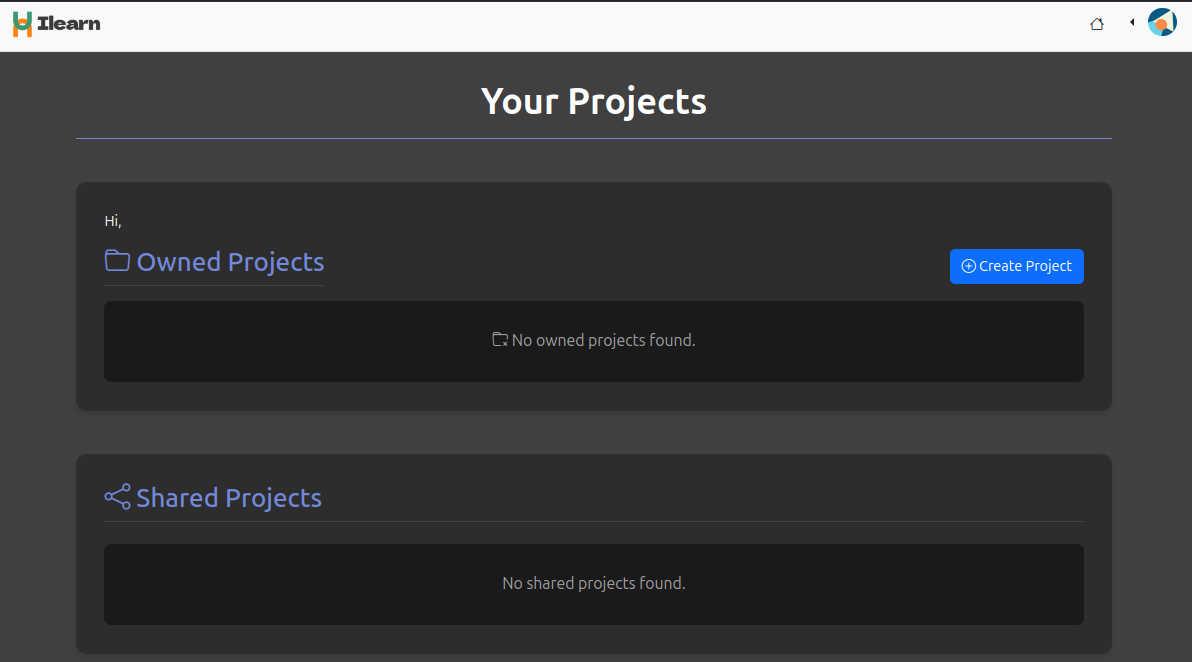 Ilearn
Your Projects
Hi,
Owned Projects
Create Project
No owned projects found.
Shared Projects
No shared projects found.